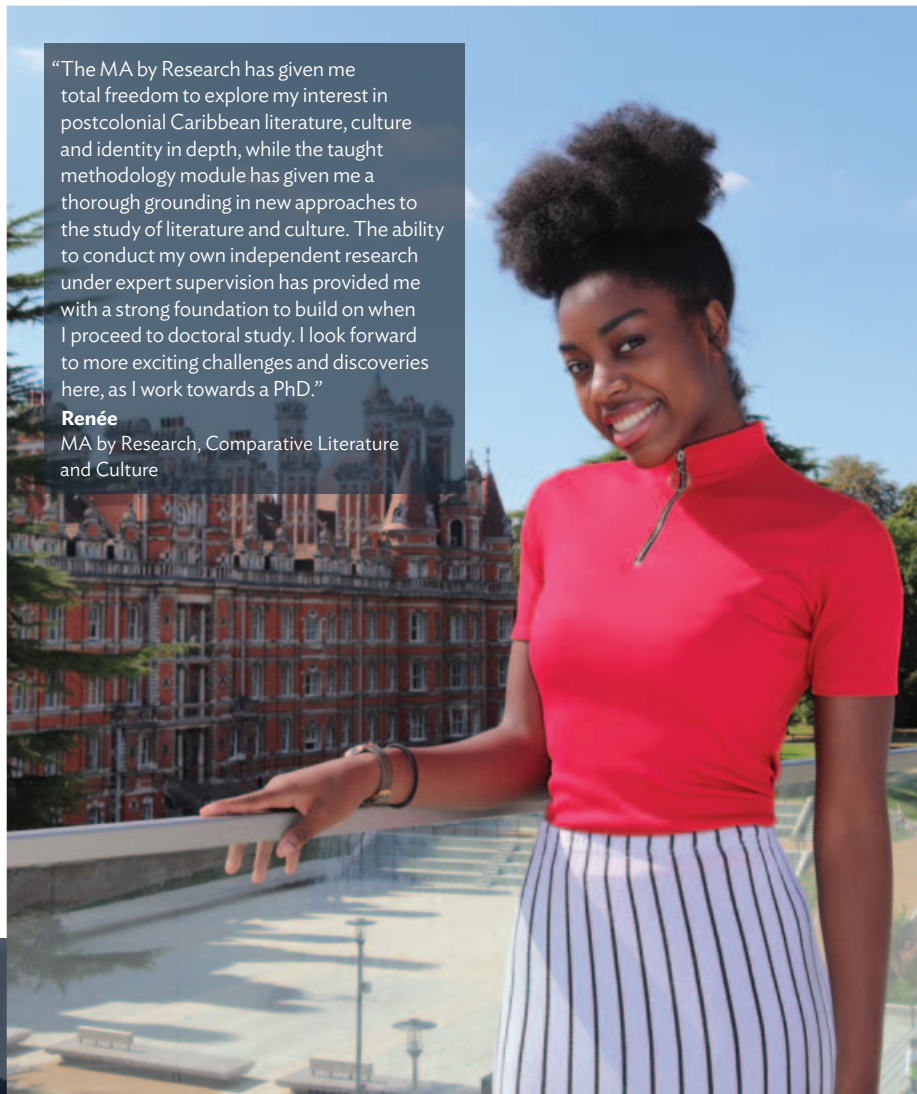 “The MA by Research has given me
total freedom to explore my interest in
postcolonial Caribbean literature, culture
and identity in depth, while the taught
methodology module has given me a
thorough grounding in new approaches to
the study of literature and culture. The ability
to conduct my own independent research
under expert supervision has provided me
with a strong foundation to build on when
I proceed to doctoral study. I look forward
to more exciting challenges and discoveries
here, as I work towards a PhD.”
Renée
MA by Research, Comparative Literature
and Culture